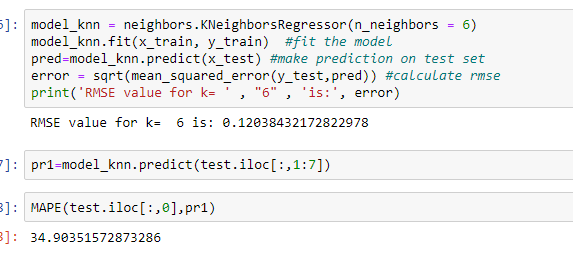 5]: model_knn = neighbors.KNeighborsRegressor(n_neighbors = 6)
model_knn.fit(x_train, y_train)  #fit the model
pred=model_knn.predict(x_test) #make prediction on test set
error = sqrt(mean_squared_error(y_test,pred)) #calculate rmse
print('RMSE value for k= ' , "6" , 'is:', error)
RMSE value for k=  6 is: 0.12038432172822978
7]: pr1=model_knn.predict(test.iloc[:,1:7])
8]: MAPE(test.iloc[:,0],pr1)
8]: 34.90351572873286